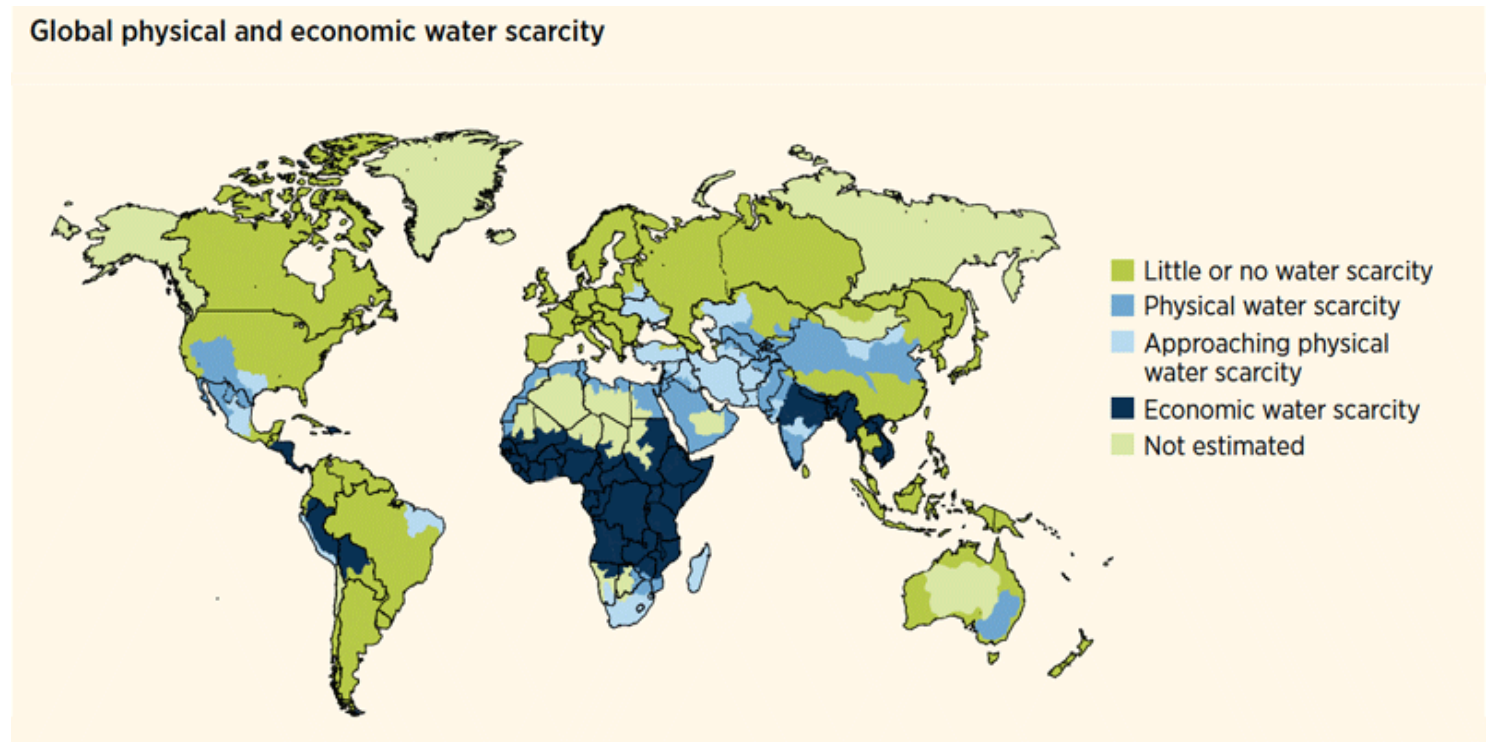 Global physical and economic water scarcity
Little or no water scarcity
Physical water scarcity
Approaching physical
water scarcity
Economic water scarcity
Not estimated